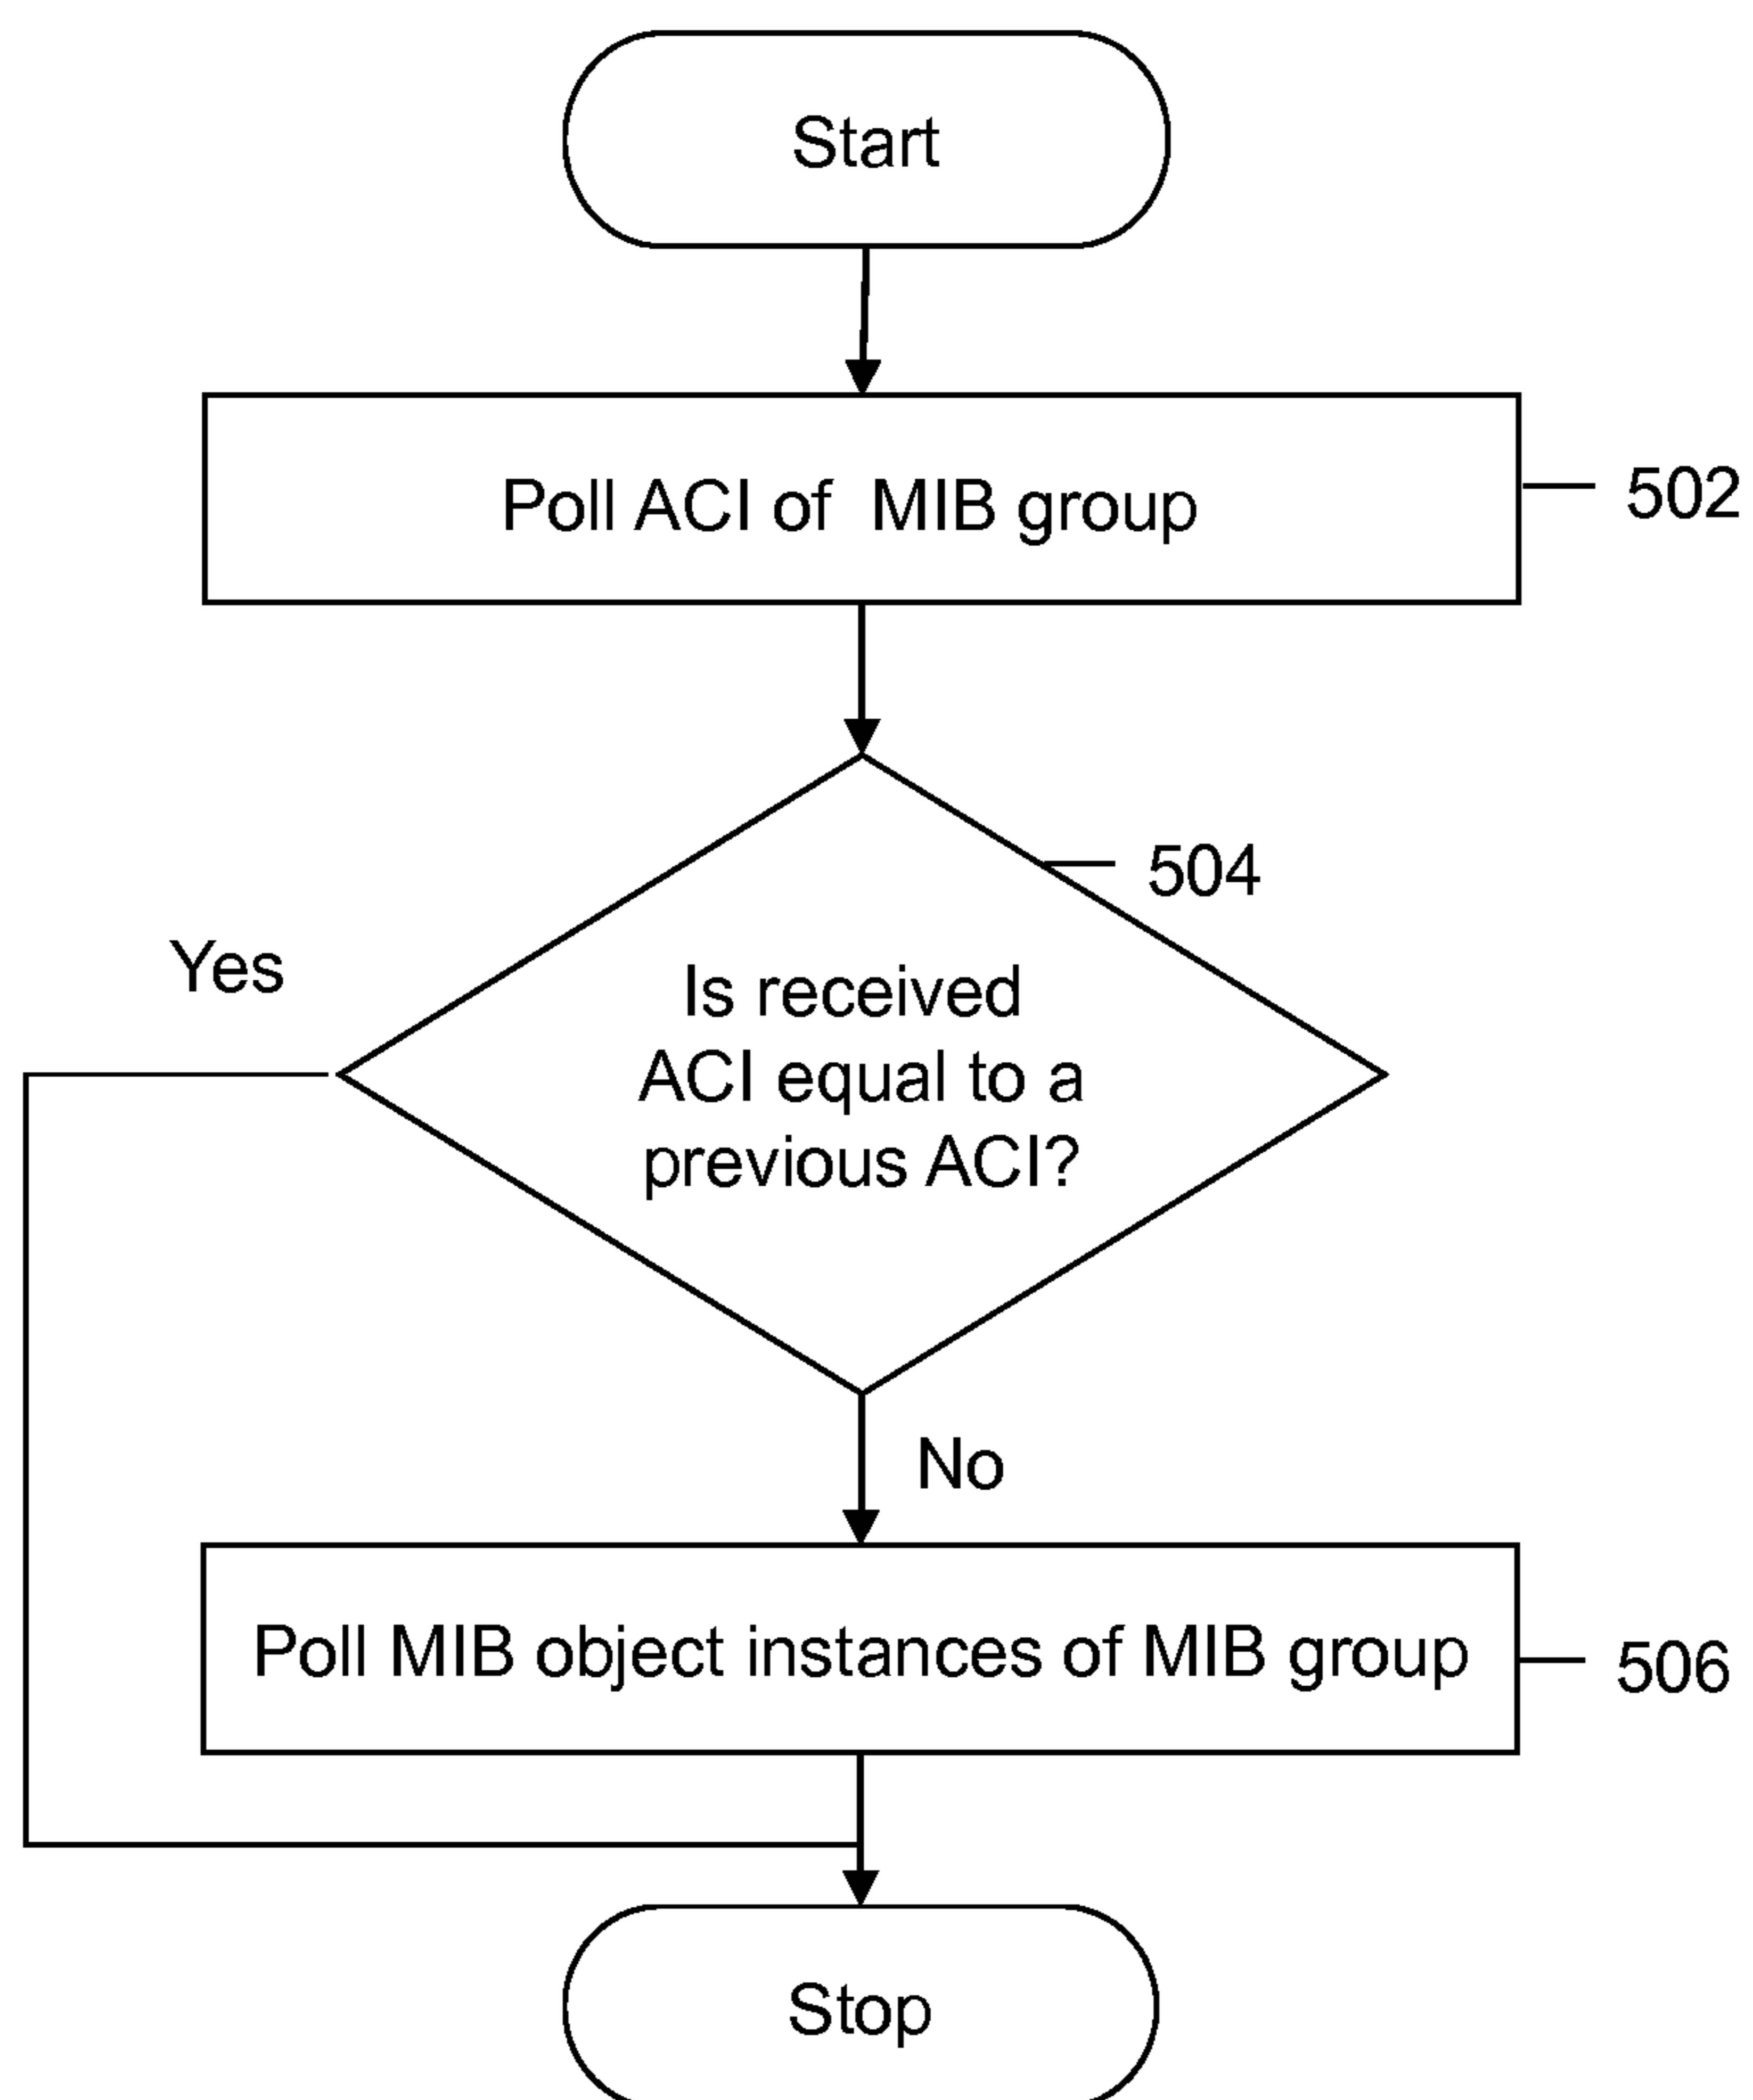 Start
Poll ACI of MIB group
502
504
Yes
Is received
ACI equal to a
previous ACI?
No
Poll MIB object instances of MIB group
506
Stop